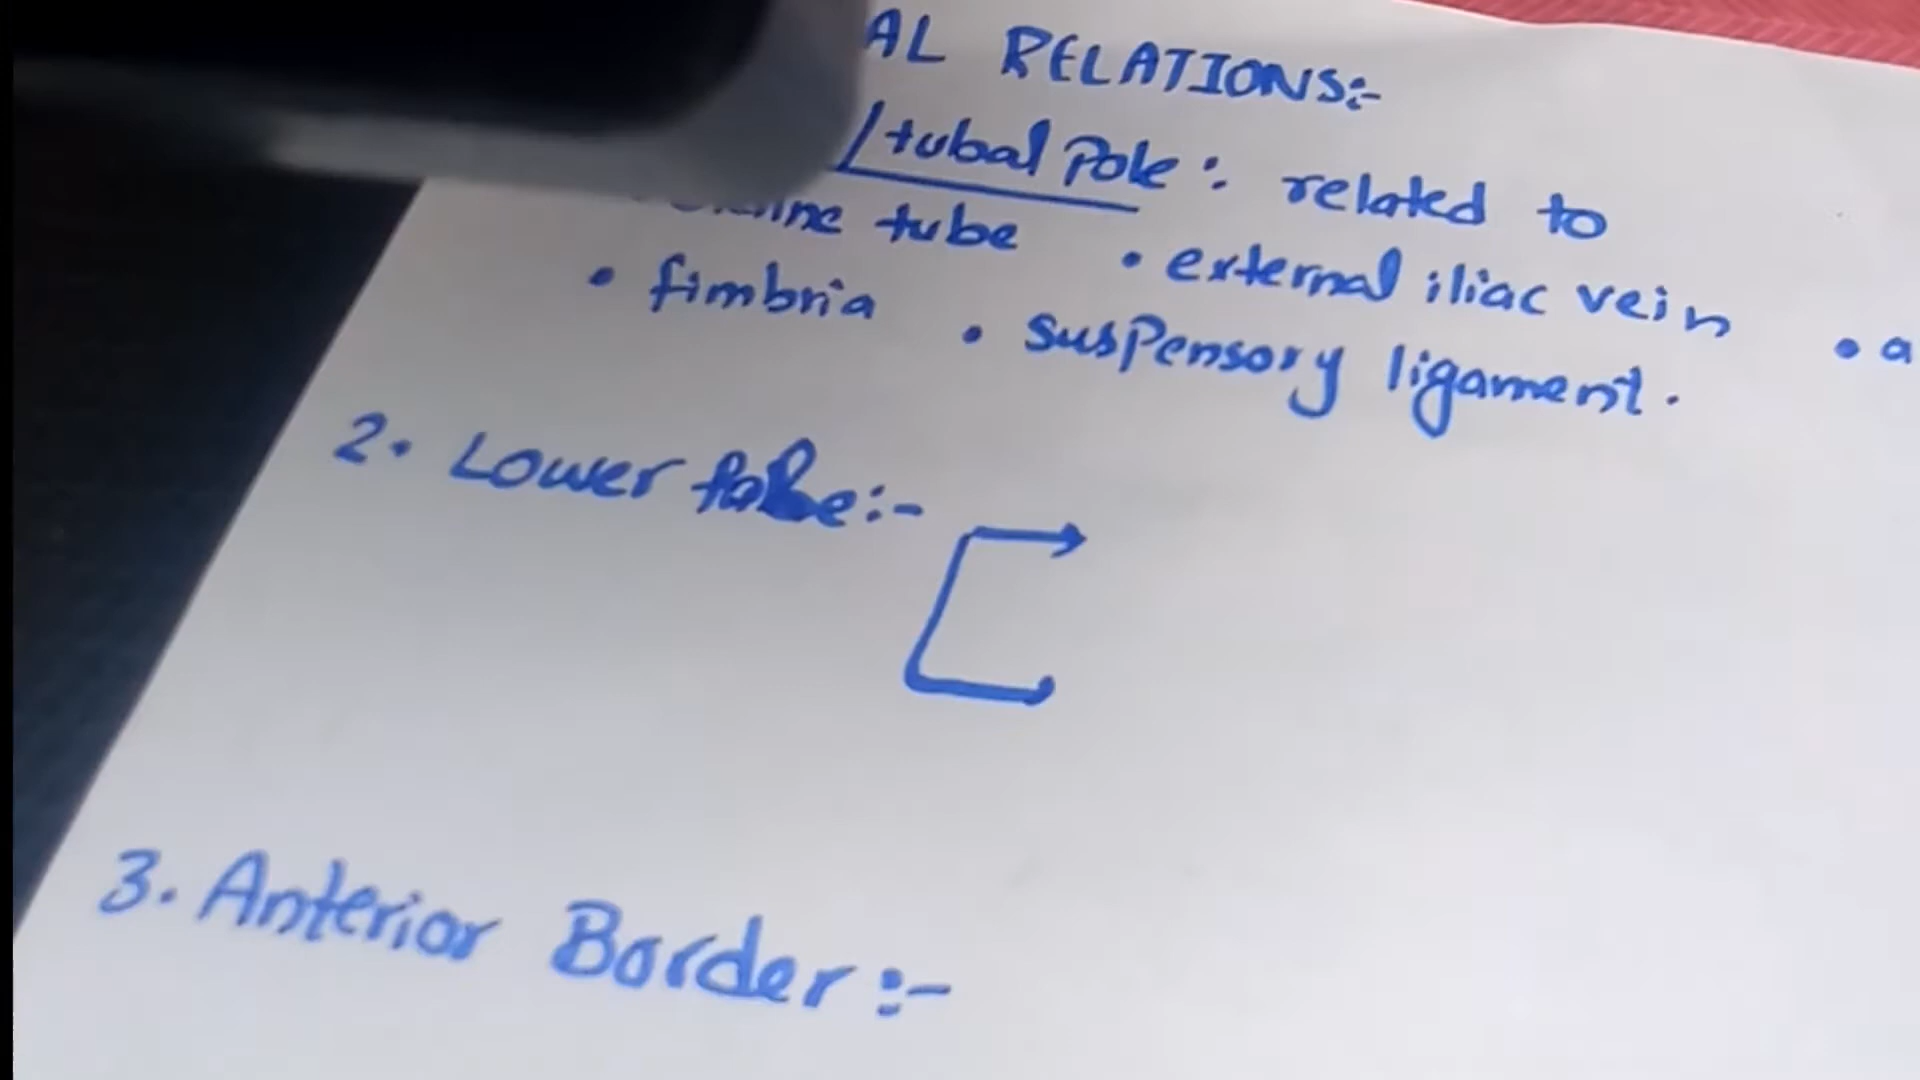 AL RELATIONS:-
/tubal Pole: related to
tube • external iliac vein • a
• fimbria • suspensory ligament.
2. Lower Pole:-
3. Anterior Border:-